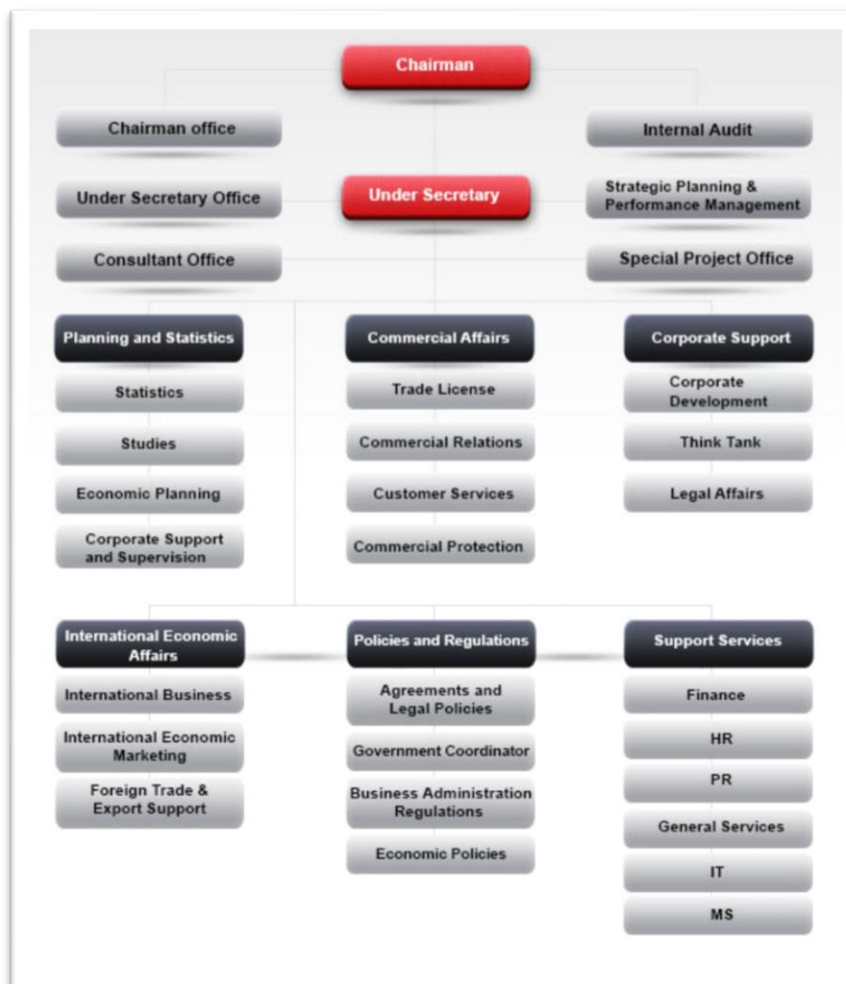 Chairman
Chairman office
Internal Audit
Under Secretary Office
Under Secretary
Strategic Planning &
Performance Management
Consultant Office
Special Project Office
Planning and Statistics
Statistics
Studies
Economic Planning
Corporate Support
and Supervision
Commercial Affairs
Trade License
Commercial Relations
Customer Services
Commercial Protection
Corporate Support
Corporate
Development
Think Tank
Legal Affairs
International Economic
Affairs
International Business
International Economic
Marketing
Foreign Trade &
Export Support
Policies and Regulations
Agreements and
Legal Policies
Government Coordinator
Business Administration
Regulations
Economic Policies
Support Services
Finance
HR
PR
General Services
IT
MS